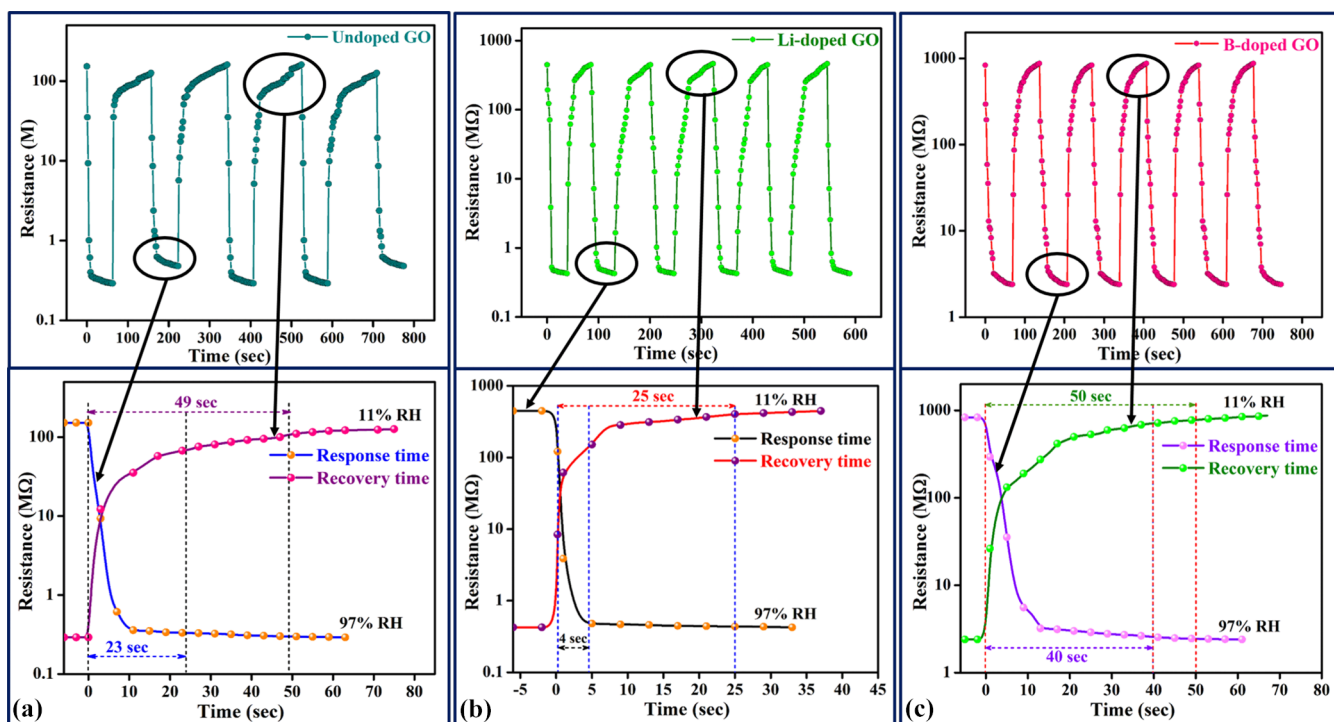 Undoped GO
Resistance (M)
100
10
1
0.1
0 100 200 300 400 500 600 700 800
Time (sec)
Li-doped GO
Resistance (MΩ)
1000
100
10
1
0.1
0 100 200 300 400 500 600
Time (sec)
B-doped GO
Resistance (MΩ)
1000
100
10
1
0 100 200 300 400 500 600 700 800
Time (sec)
49 sec
11% RH
Response time
Recovery time
97% RH
23 sec
Resistance (MΩ)
100
10
1
0.1
0 10 20 30 40 50 60 70 80
Time (sec)
(a)
25 sec
11% RH
Response time
Recovery time
97% RH
4 sec
Resistance (MΩ)
1000
100
10
1
0.1
-5 0 5 10 15 20 25 30 35 40 45
Time (sec)
(b)
50 sec
11% RH
Response time
Recovery time
97% RH
40 sec
Resistance (MΩ)
1000
100
10
1
0 10 20 30 40 50 60 70 80
Time (sec)
(c)